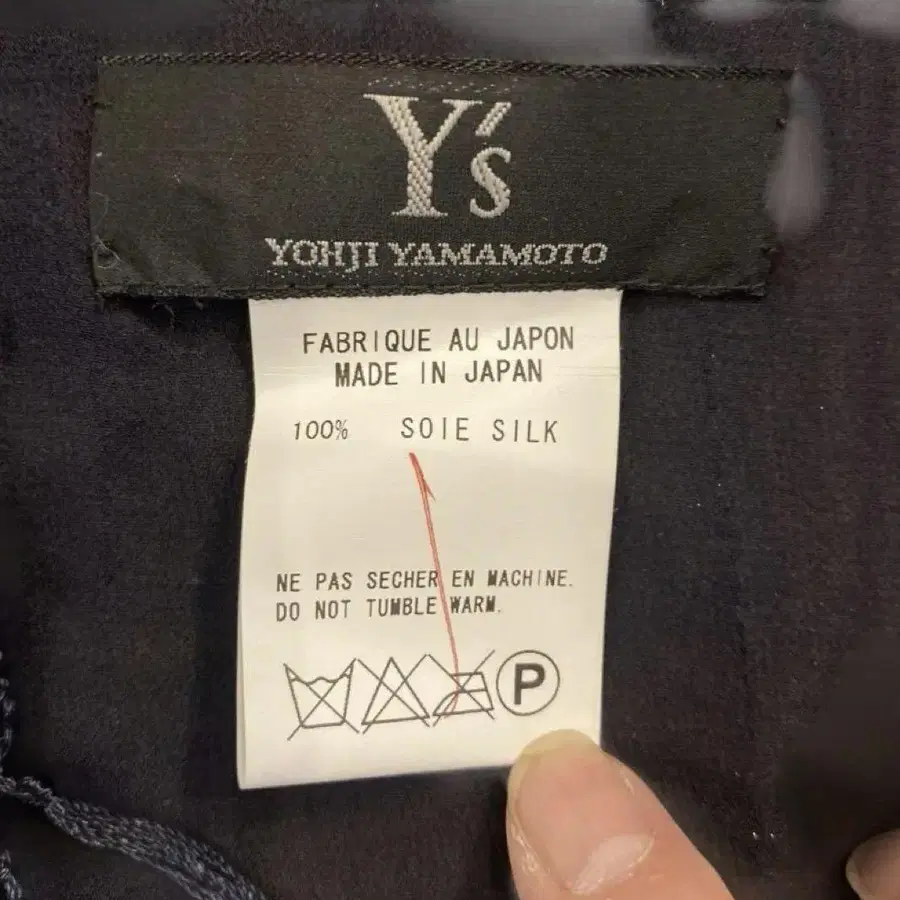 Y's
YOHJI YAMAMOTO
FABRIQUE AU JAPON
MADE IN JAPAN
100% SOIE SILK
NE PAS SECHER EN MACHINE.
DO NOT TUMBLE WARM.
P